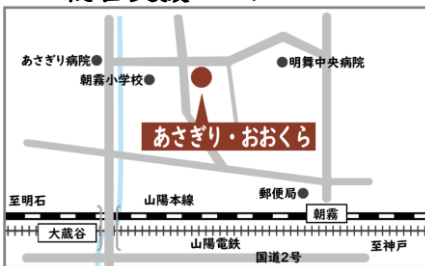 あさぎり病院
明舞中央病院
朝霧小学校
あさぎり・おおくら
郵便局
至明石
山陽本線
朝霧
大蔵谷
山陽電鉄
至神戸
国道2号